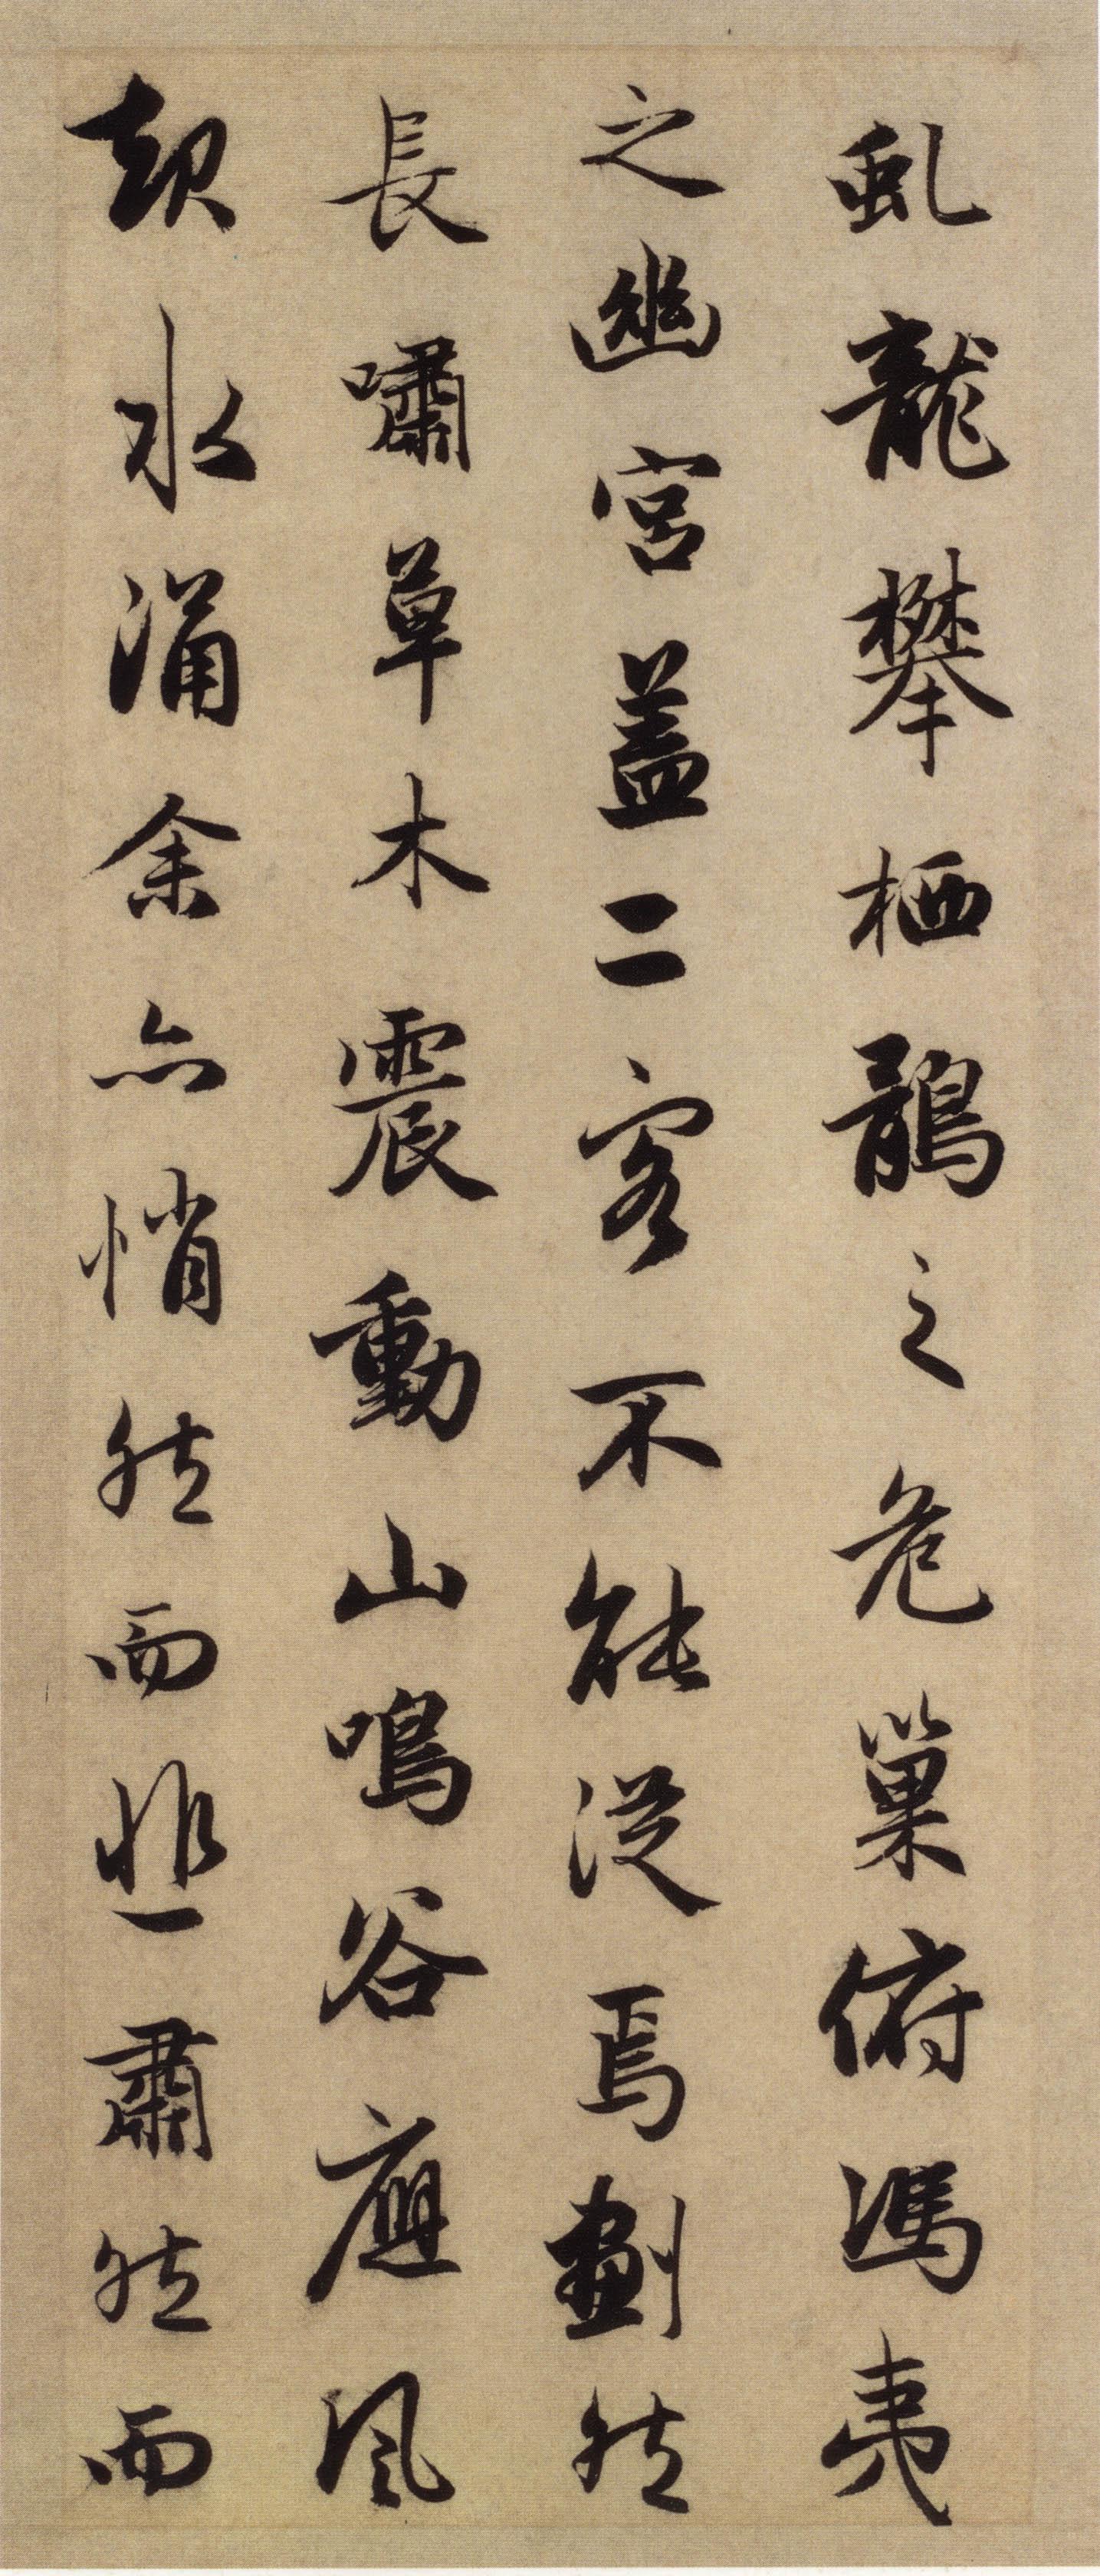 虬龍攀栖鶻之危巢俯馮夷
之幽宮蓋二客不能從焉劃然
長嘯草木震動山鳴谷應風
起水涌余亦悄然而悲肅然而